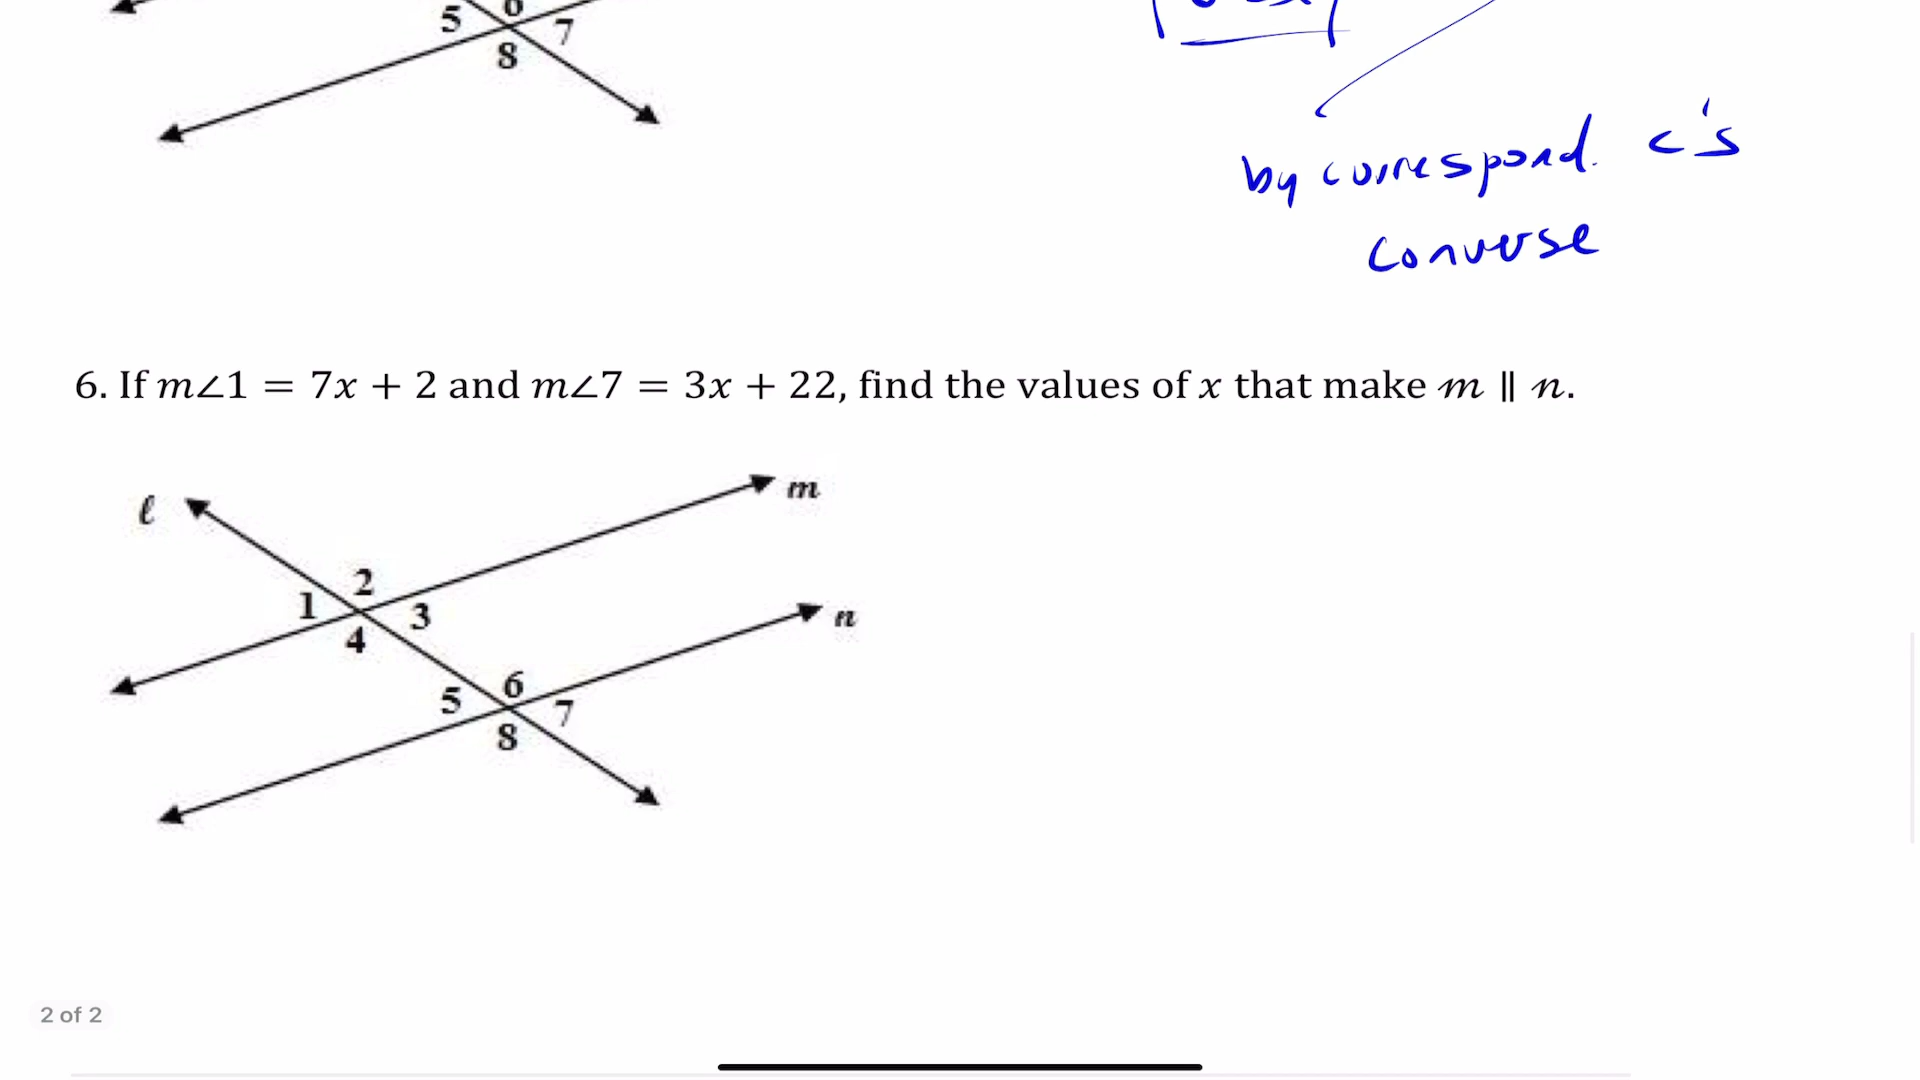 5 6 7
8
by correspond. <'s
converse
6. If m∠1 = 7x + 2 and m∠7 = 3x + 22, find the values of x that make m ∥ n.
ℓ
m
2
1
3
4
n
6
5
7
8
2 of 2